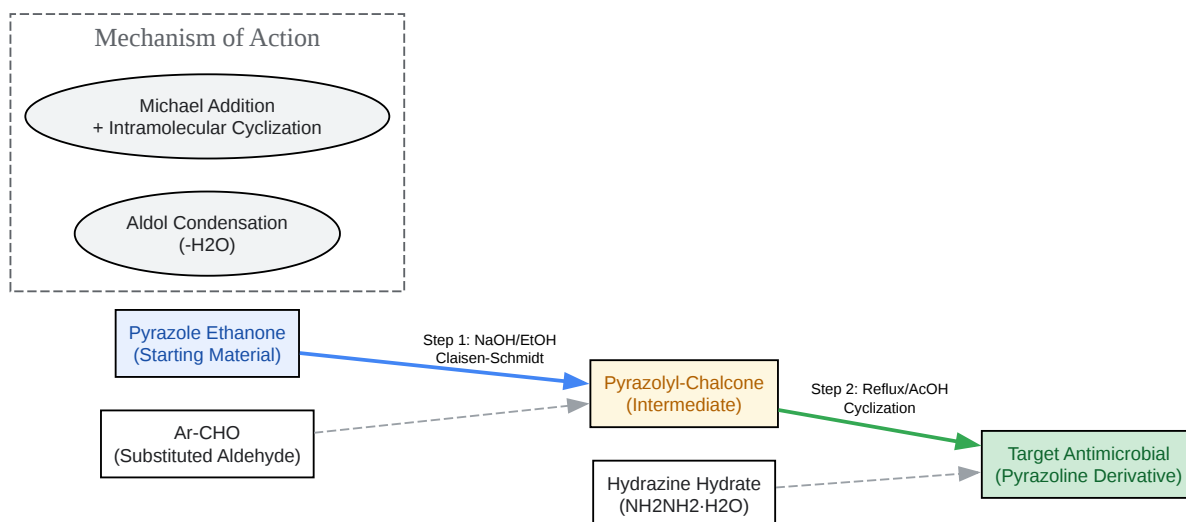 Mechanism of Action
Michael Addition
+ Intramolecular Cyclization
Aldol Condensation
(-H2O)
Pyrazole Ethanone
(Starting Material)
Step 1: NaOH/EtOH
Claisen-Schmidt
Pyrazolyl-Chalcone
(Intermediate)
Step 2: Reflux/AcOH
Cyclization
Ar-CHO
(Substituted Aldehyde)
Target Antimicrobial
(Pyrazoline Derivative)
Hydrazine Hydrate
(NH2NH2·H2O)